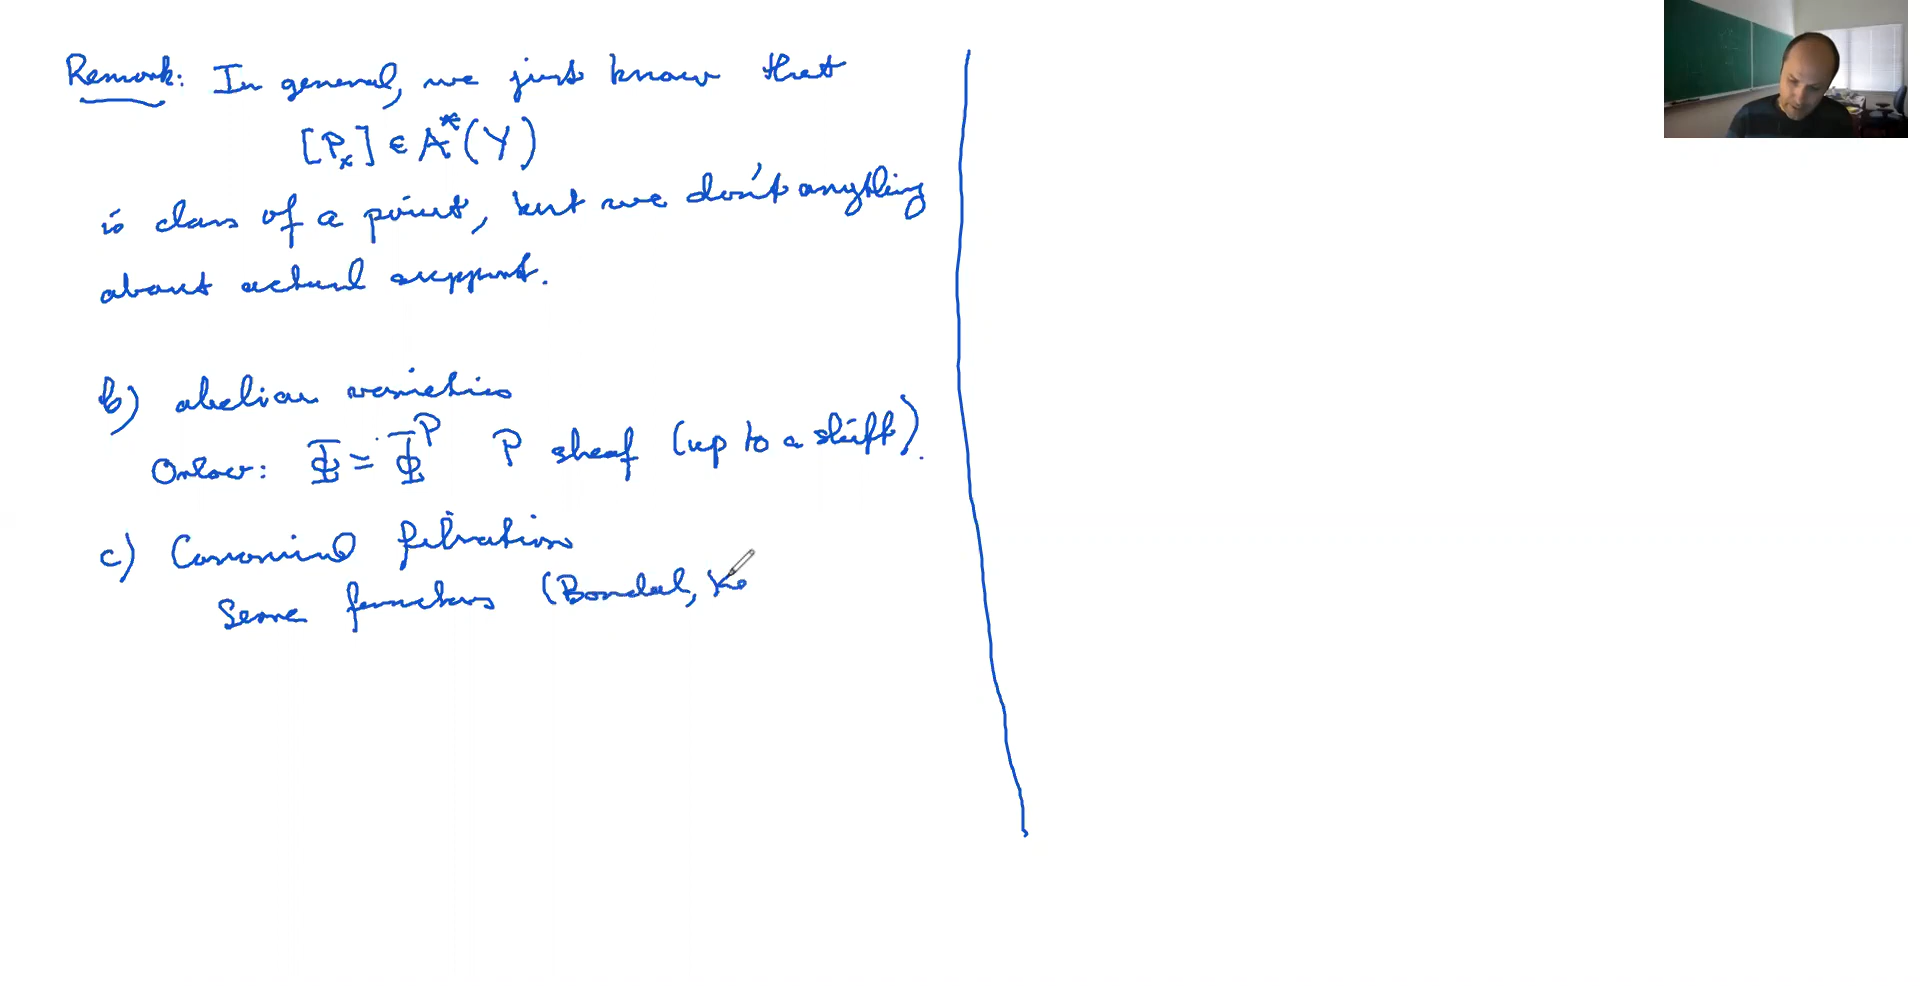 Remark: In general, we just know that
[P_x] ∈ A^*(Y)
is class of a point, but we don't anything
about actual support.
b) abelian varieties
Orlov: Φ = Φ^P P sheaf (up to a shift).
c) Canonical filtration
Serre functors (Bondal, Ko